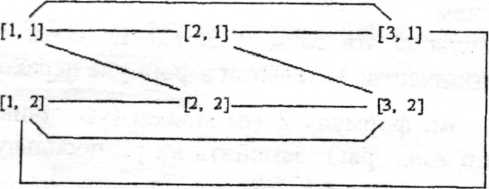 [1, 1] [2, 1] [3, 1]
[1, 2] [2, 2] [3, 2]